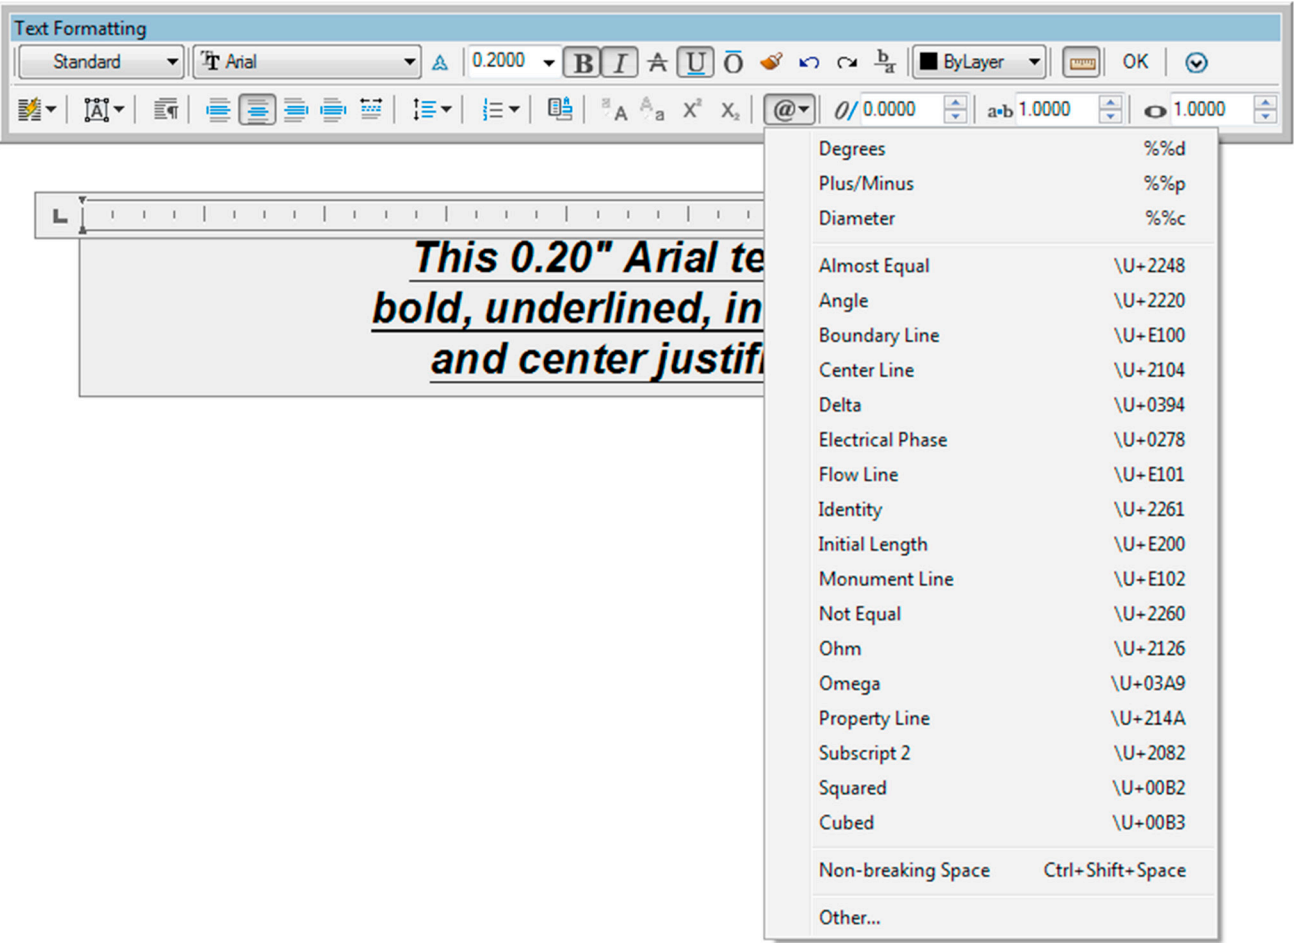 Text Formatting
Standard Arial 0.2000 B I A U O b/a ByLayer OK
A ¶ a A A a X² X₂ @ 0/ 0.0000 a•b 1.0000 O 1.0000
Degrees %%d
Plus/Minus %%p
Diameter %%c
L
This 0.20" Arial te
bold, underlined, in
and center justif
Almost Equal \U+2248
Angle \U+2220
Boundary Line \U+E100
Center Line \U+2104
Delta \U+0394
Electrical Phase \U+0278
Flow Line \U+E101
Identity \U+2261
Initial Length \U+E200
Monument Line \U+E102
Not Equal \U+2260
Ohm \U+2126
Omega \U+03A9
Property Line \U+214A
Subscript 2 \U+2082
Squared \U+00B2
Cubed \U+00B3
Non-breaking Space Ctrl+Shift+Space
Other...